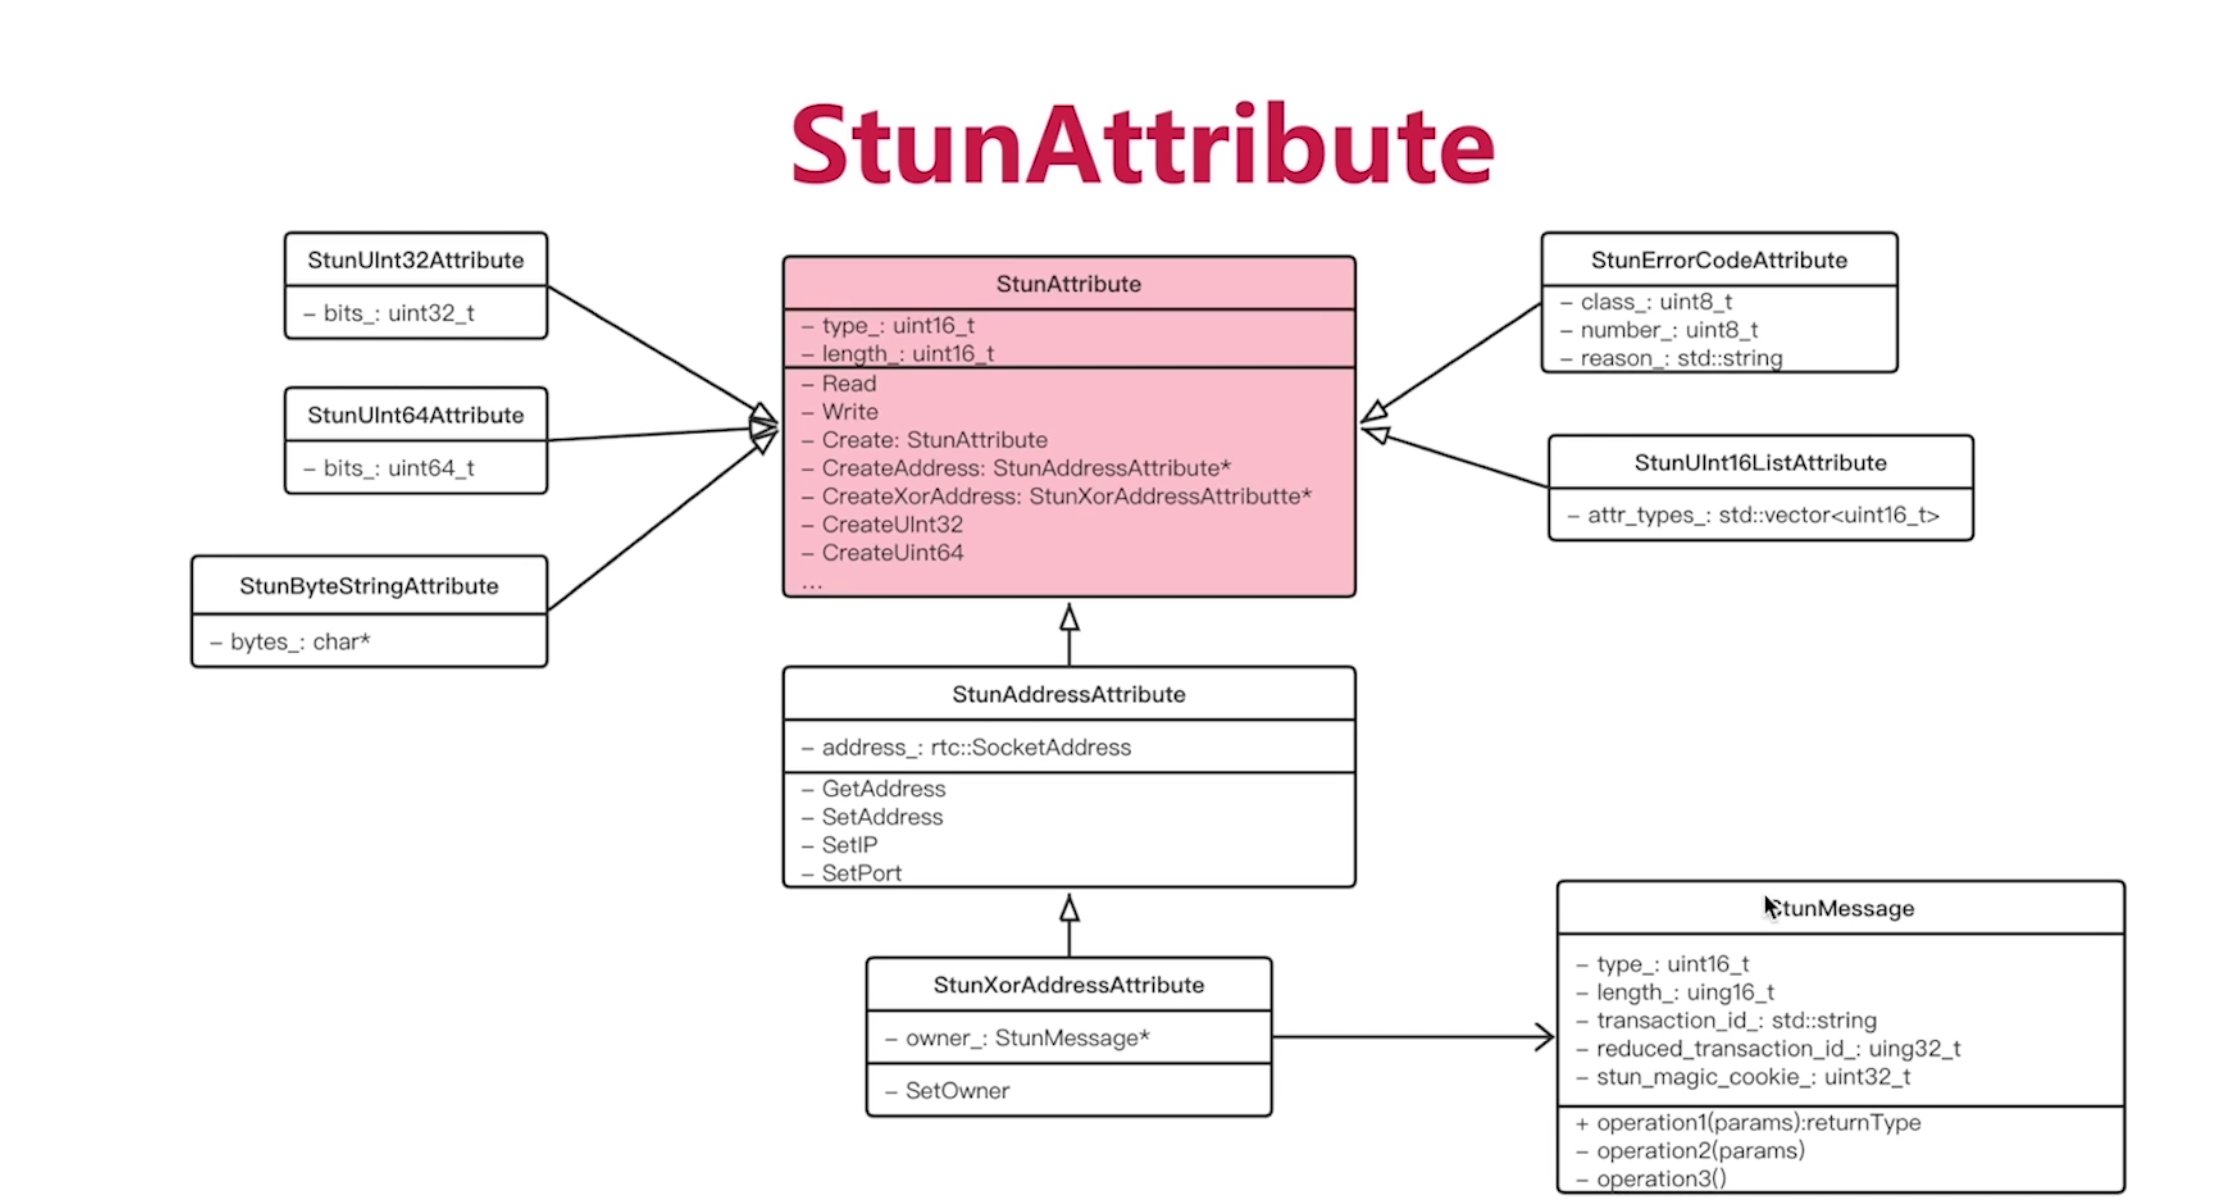 StunAttribute
StunUInt32Attribute
– bits_: uint32_t
StunUInt64Attribute
– bits_: uint64_t
StunByteStringAttribute
– bytes_: char*
StunAttribute
– type_: uint16_t
– length_: uint16_t
– Read
– Write
– Create: StunAttribute
– CreateAddress: StunAddressAttribute*
– CreateXorAddress: StunXorAddressAttributte*
– CreateUInt32
– CreateUint64
...
StunErrorCodeAttribute
– class_: uint8_t
– number_: uint8_t
– reason_: std::string
StunUInt16ListAttribute
– attr_types_: std::vector<uint16_t>
StunAddressAttribute
– address_: rtc::SocketAddress
– GetAddress
– SetAddress
– SetIP
– SetPort
StunXorAddressAttribute
– owner_: StunMessage*
– SetOwner
StunMessage
– type_: uint16_t
– length_: uing16_t
– transaction_id_: std::string
– reduced_transaction_id_: uing32_t
– stun_magic_cookie_: uint32_t
+ operation1(params):returnType
– operation2(params)
– operation3()